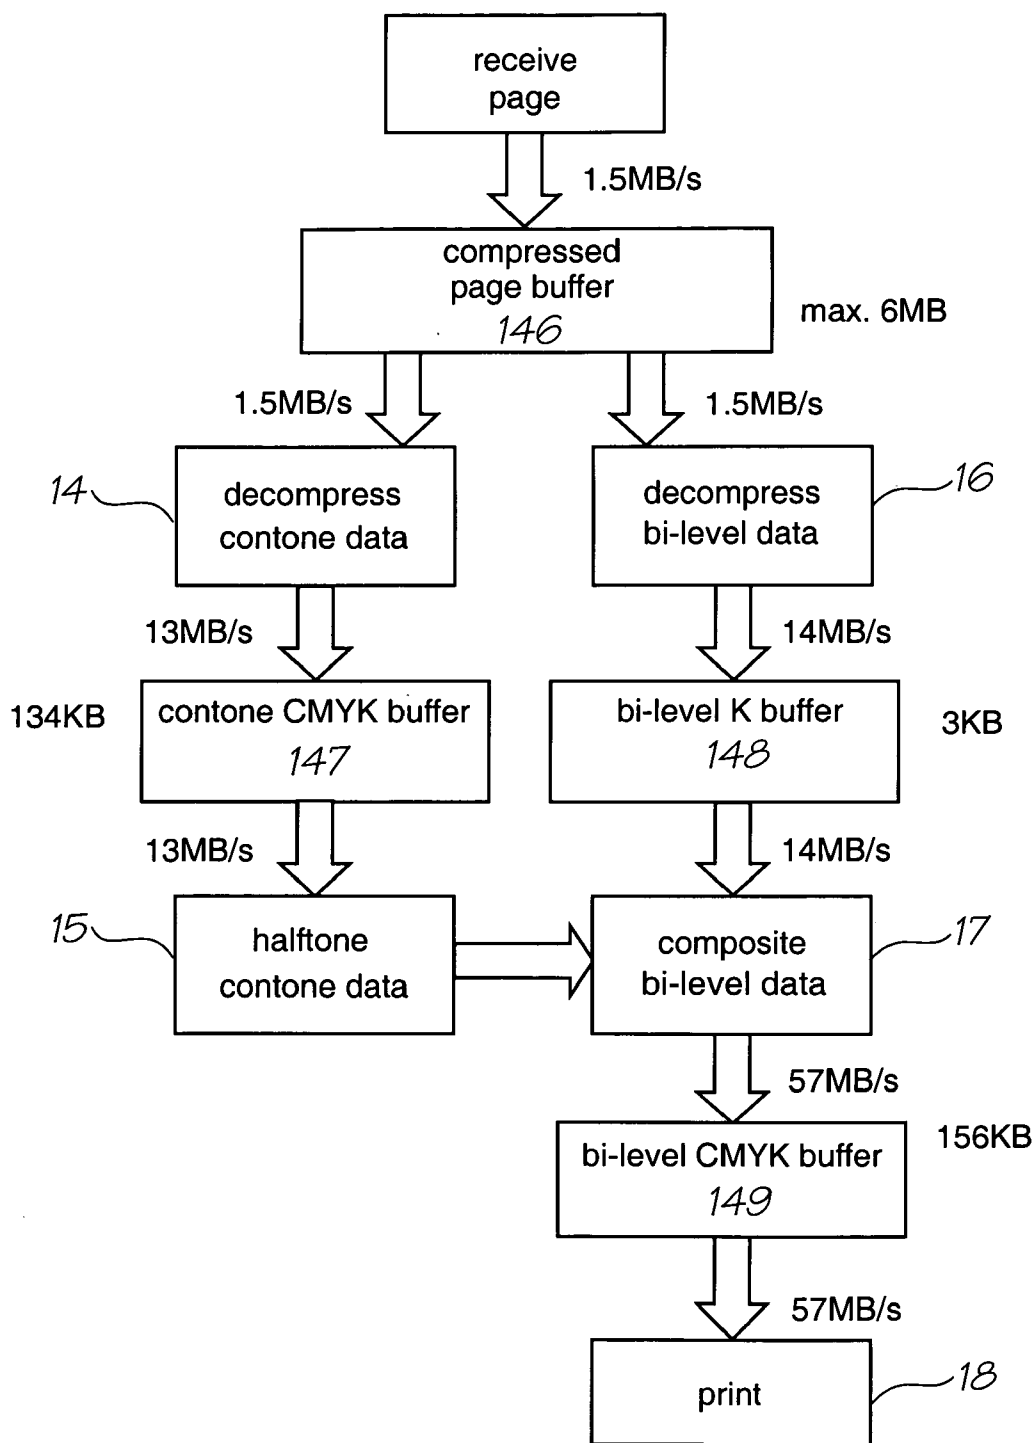 receive
page
1.5MB/s
compressed
page buffer
146
max. 6MB
1.5MB/s
1.5MB/s
14
decompress
contone data
decompress
bi-level data
16
13MB/s
14MB/s
134KB
contone CMYK buffer
147
bi-level K buffer
148
3KB
13MB/s
14MB/s
15
halftone
contone data
composite
bi-level data
17
57MB/s
156KB
bi-level CMYK buffer
149
57MB/s
print
18